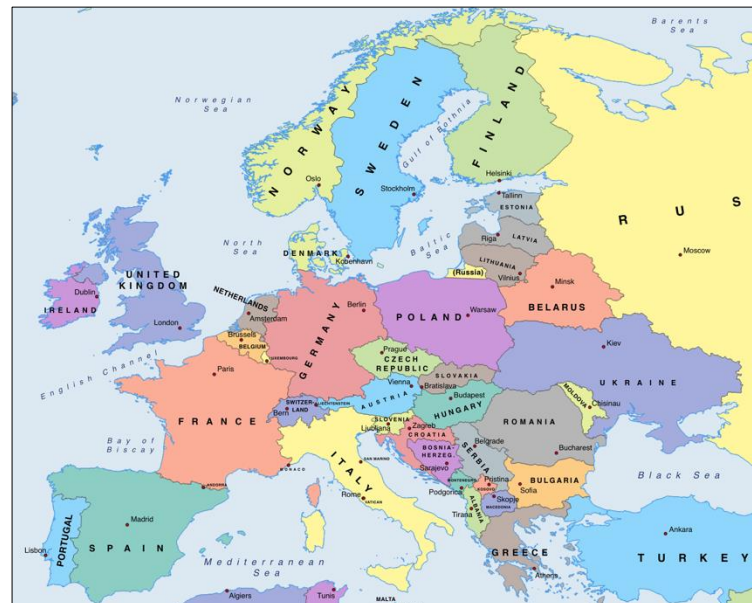 Barents
Sea
Norwegian
Sea
NORWAY
SWEDEN
FINLAND
Gulf of Bothnia
Oslo
Stockholm
Helsinki
Tallinn
ESTONIA
RUS
Moscow
North
Sea
Baltic
Sea
Riga
LATVIA
LITHUANIA
Vilnius
(Russia)
DENMARK
København
UNITED
KINGDOM
Dublin
IRELAND
London
NETHERLANDS
Amsterdam
Brussels
BELGIUM
LUXEMBOURG
GERMANY
Berlin
POLAND
Warsaw
Minsk
BELARUS
Kiev
UKRAINE
English Channel
Paris
FRANCE
Prague
CZECH
REPUBLIC
SLOVAKIA
Vienna
Bratislava
AUSTRIA
Budapest
HUNGARY
MOLDOVA
Chisinau
SWITZER-
LAND
Bern
LIECHTENSTEIN
SLOVENIA
Ljubljana
Zagreb
CROATIA
ROMANIA
Bucharest
Belgrade
BOSNIA-
HERZEG.
Sarajevo
SERBIA
Bay of
Biscay
MONACO
SAN MARINO
ITALY
Rome
VATICAN
ANDORRA
MONTENEGRO
Podgorica
Pristina
KOSOVO
Skopje
MACEDONIA
Sofia
BULGARIA
Black Sea
Tirana
ALBANIA
GREECE
Athens
Ankara
TURKEY
Madrid
SPAIN
Lisbon
PORTUGAL
Mediterranean
Sea
Algiers
Tunis
MALTA